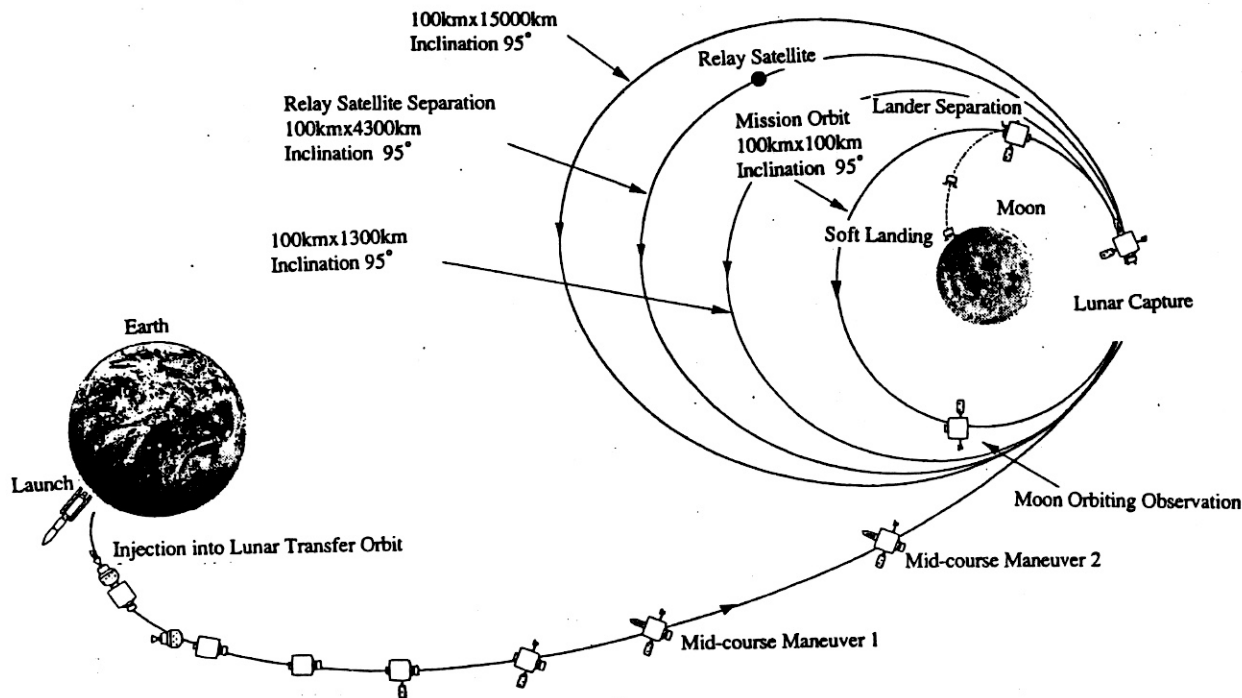 100kmx15000km
Inclination 95°
Relay Satellite
Relay Satellite Separation
100kmx4300km
Inclination 95°
Lander Separation
Mission Orbit
100kmx100km
Inclination 95°
Moon
Soft Landing
100kmx1300km
Inclination 95°
Lunar Capture
Earth
Launch
Moon Orbiting Observation
Injection into Lunar Transfer Orbit
Mid-course Maneuver 2
Mid-course Maneuver 1